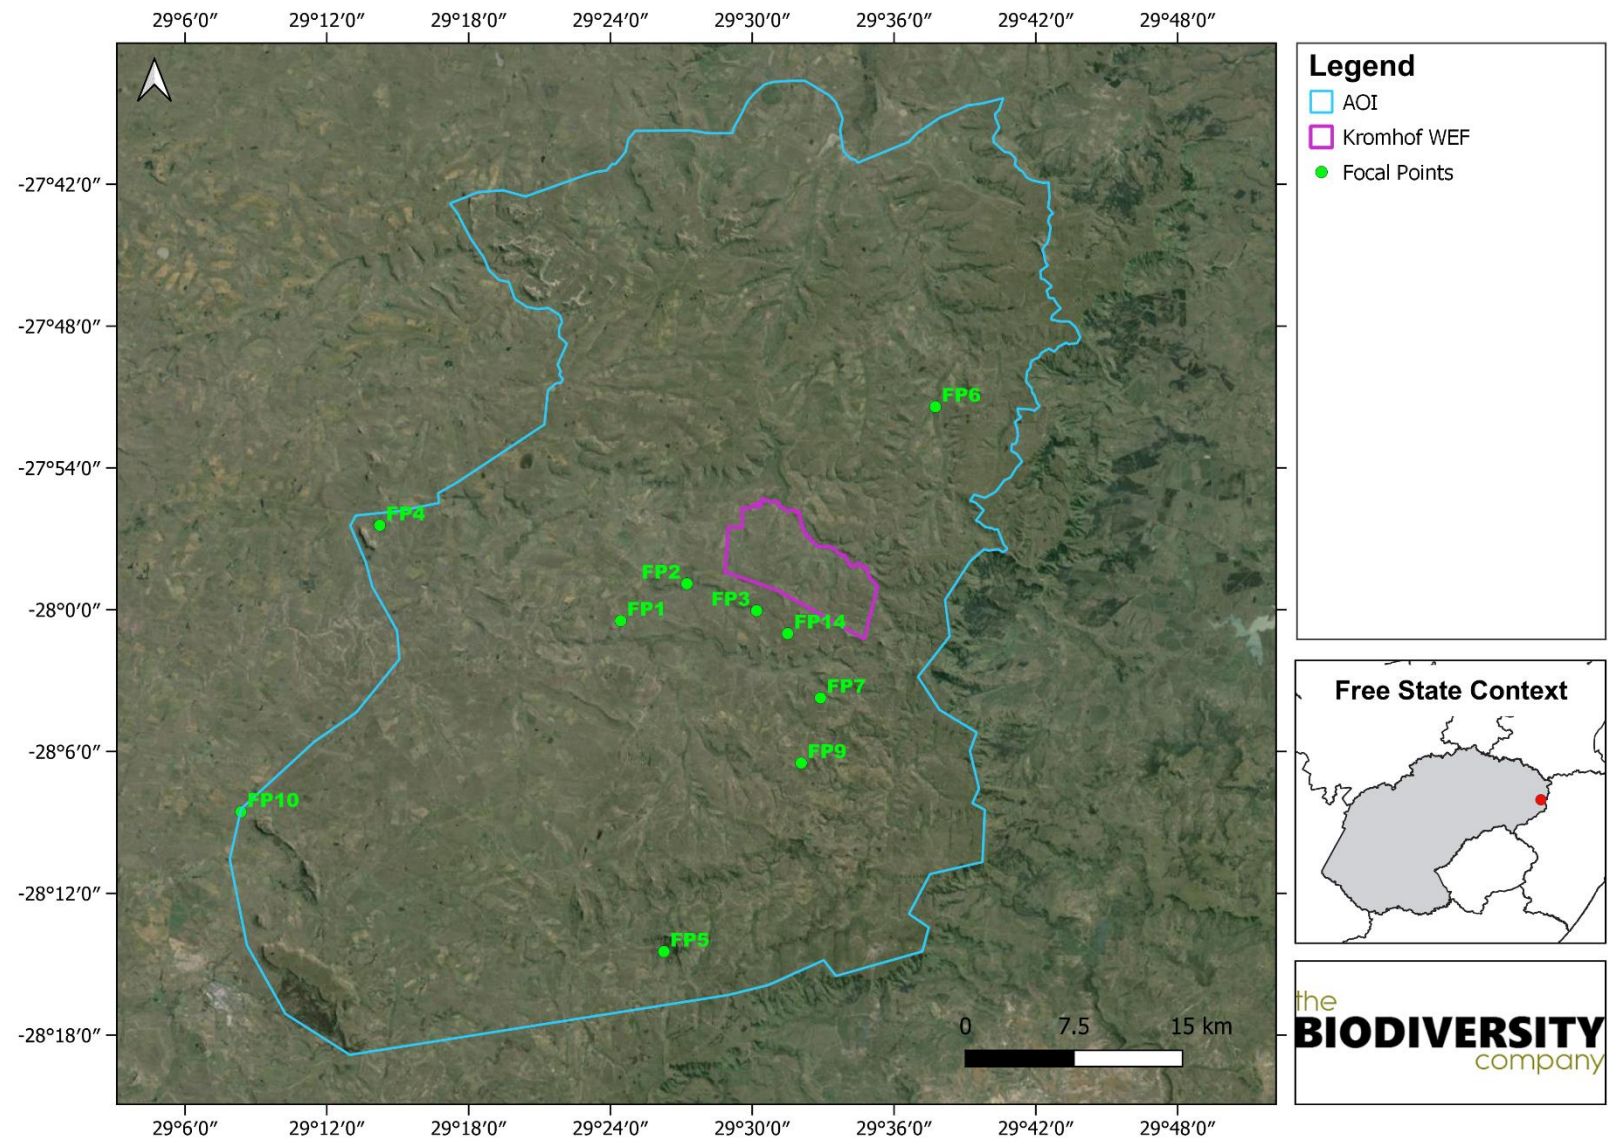 29°6′0″ 29°12′0″ 29°18′0″ 29°24′0″ 29°30′0″ 29°36′0″ 29°42′0″ 29°48′0″
-27°42′0″
-27°48′0″
-27°54′0″
-28°0′0″
-28°6′0″
-28°12′0″
-28°18′0″
FP6
FP4
FP2
FP3
FP1
FP14
FP7
FP9
FP10
FP5
0 7.5 15 km
29°6′0″ 29°12′0″ 29°18′0″ 29°24′0″ 29°30′0″ 29°36′0″ 29°42′0″ 29°48′0″
Legend
AOI
Kromhof WEF
Focal Points
Free State Context
the
BIODIVERSITY
company